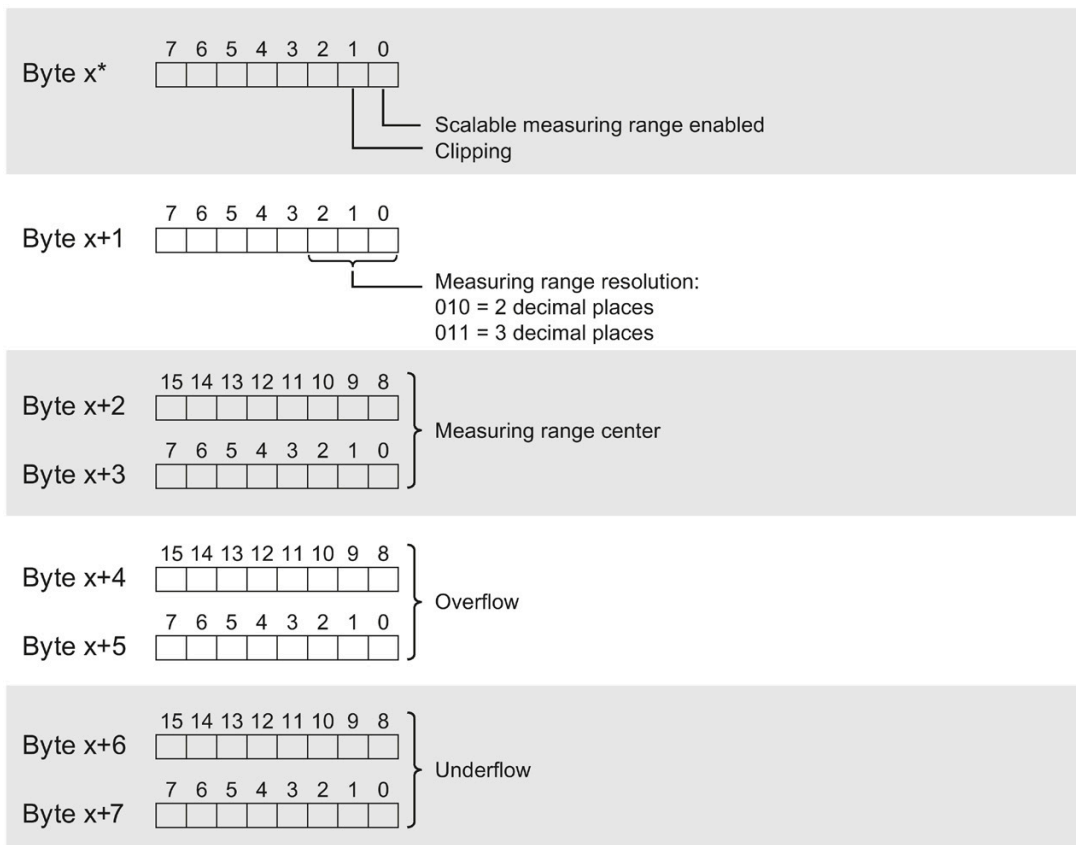 7 6 5 4 3 2 1 0
Byte x*
Scalable measuring range enabled
Clipping
7 6 5 4 3 2 1 0
Byte x+1
Measuring range resolution:
010 = 2 decimal places
011 = 3 decimal places
15 14 13 12 11 10 9 8
Byte x+2
Measuring range center
7 6 5 4 3 2 1 0
Byte x+3
15 14 13 12 11 10 9 8
Byte x+4
Overflow
7 6 5 4 3 2 1 0
Byte x+5
15 14 13 12 11 10 9 8
Byte x+6
Underflow
7 6 5 4 3 2 1 0
Byte x+7